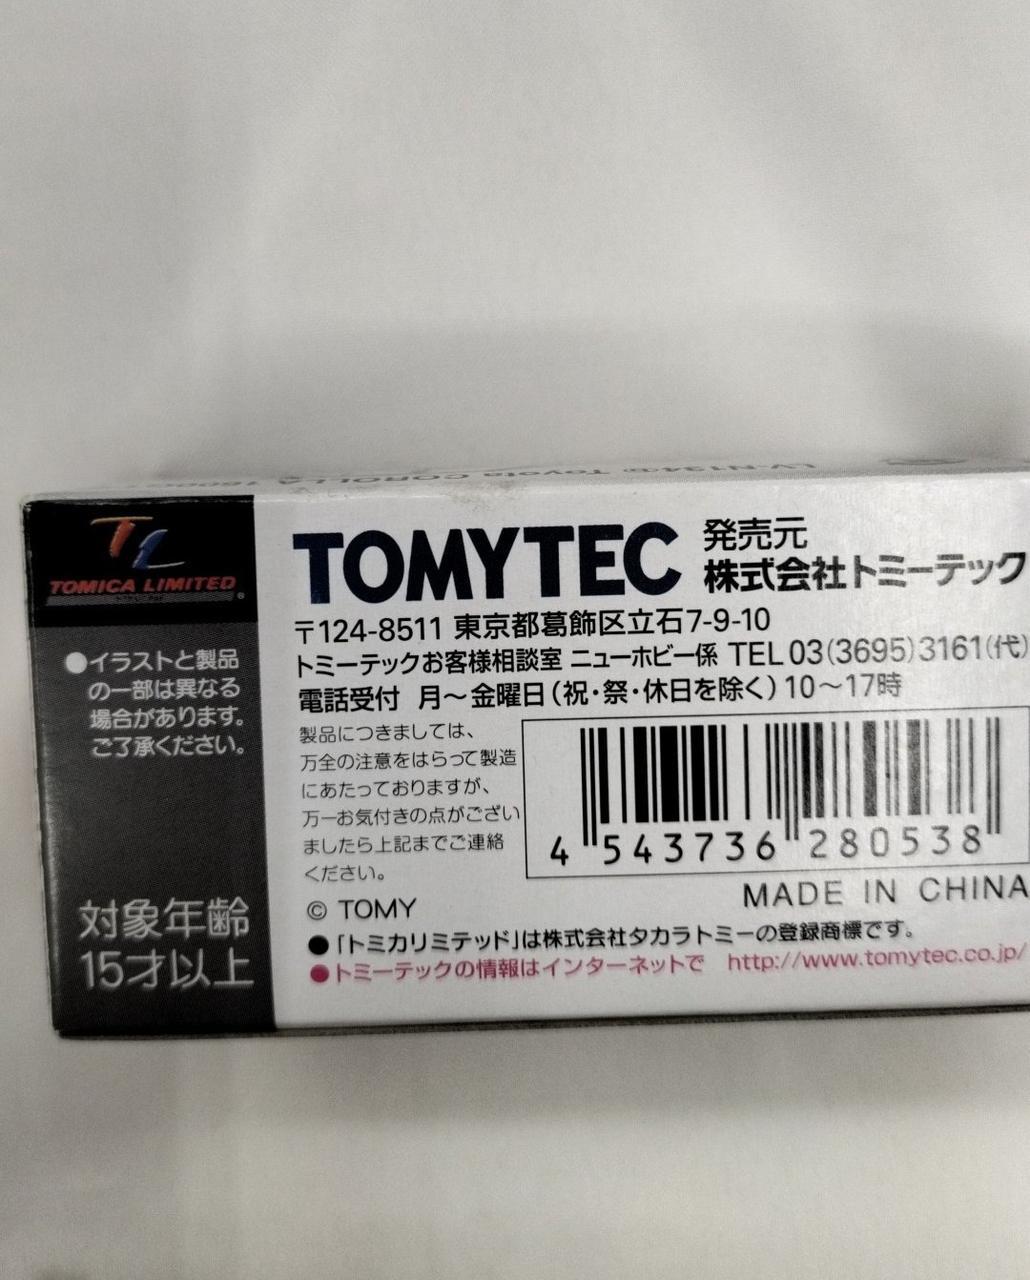 LV-N134a Toyota COROLLA 1600
TL
TOMICA LIMITED
●イラストと製品
の一部は異なる
場合があります。
ご了承ください。
対象年齢
15才以上
TOMYTEC 発売元
株式会社トミーテック
〒124-8511 東京都葛飾区立石7-9-10
トミーテックお客様相談室 ニューホビー係 TEL 03(3695)3161(代)
電話受付 月～金曜日(祝・祭・休日を除く)10～17時
製品につきましては、
万全の注意をはらって製造
にあたっておりますが、
万一お気付きの点がござい
ましたら上記までご連絡
ください。
4 543736 280538
© TOMY
MADE IN CHINA
●「トミカリミテッド」は株式会社タカラトミーの登録商標です。
●トミーテックの情報はインターネットで http://www.tomytec.co.jp/